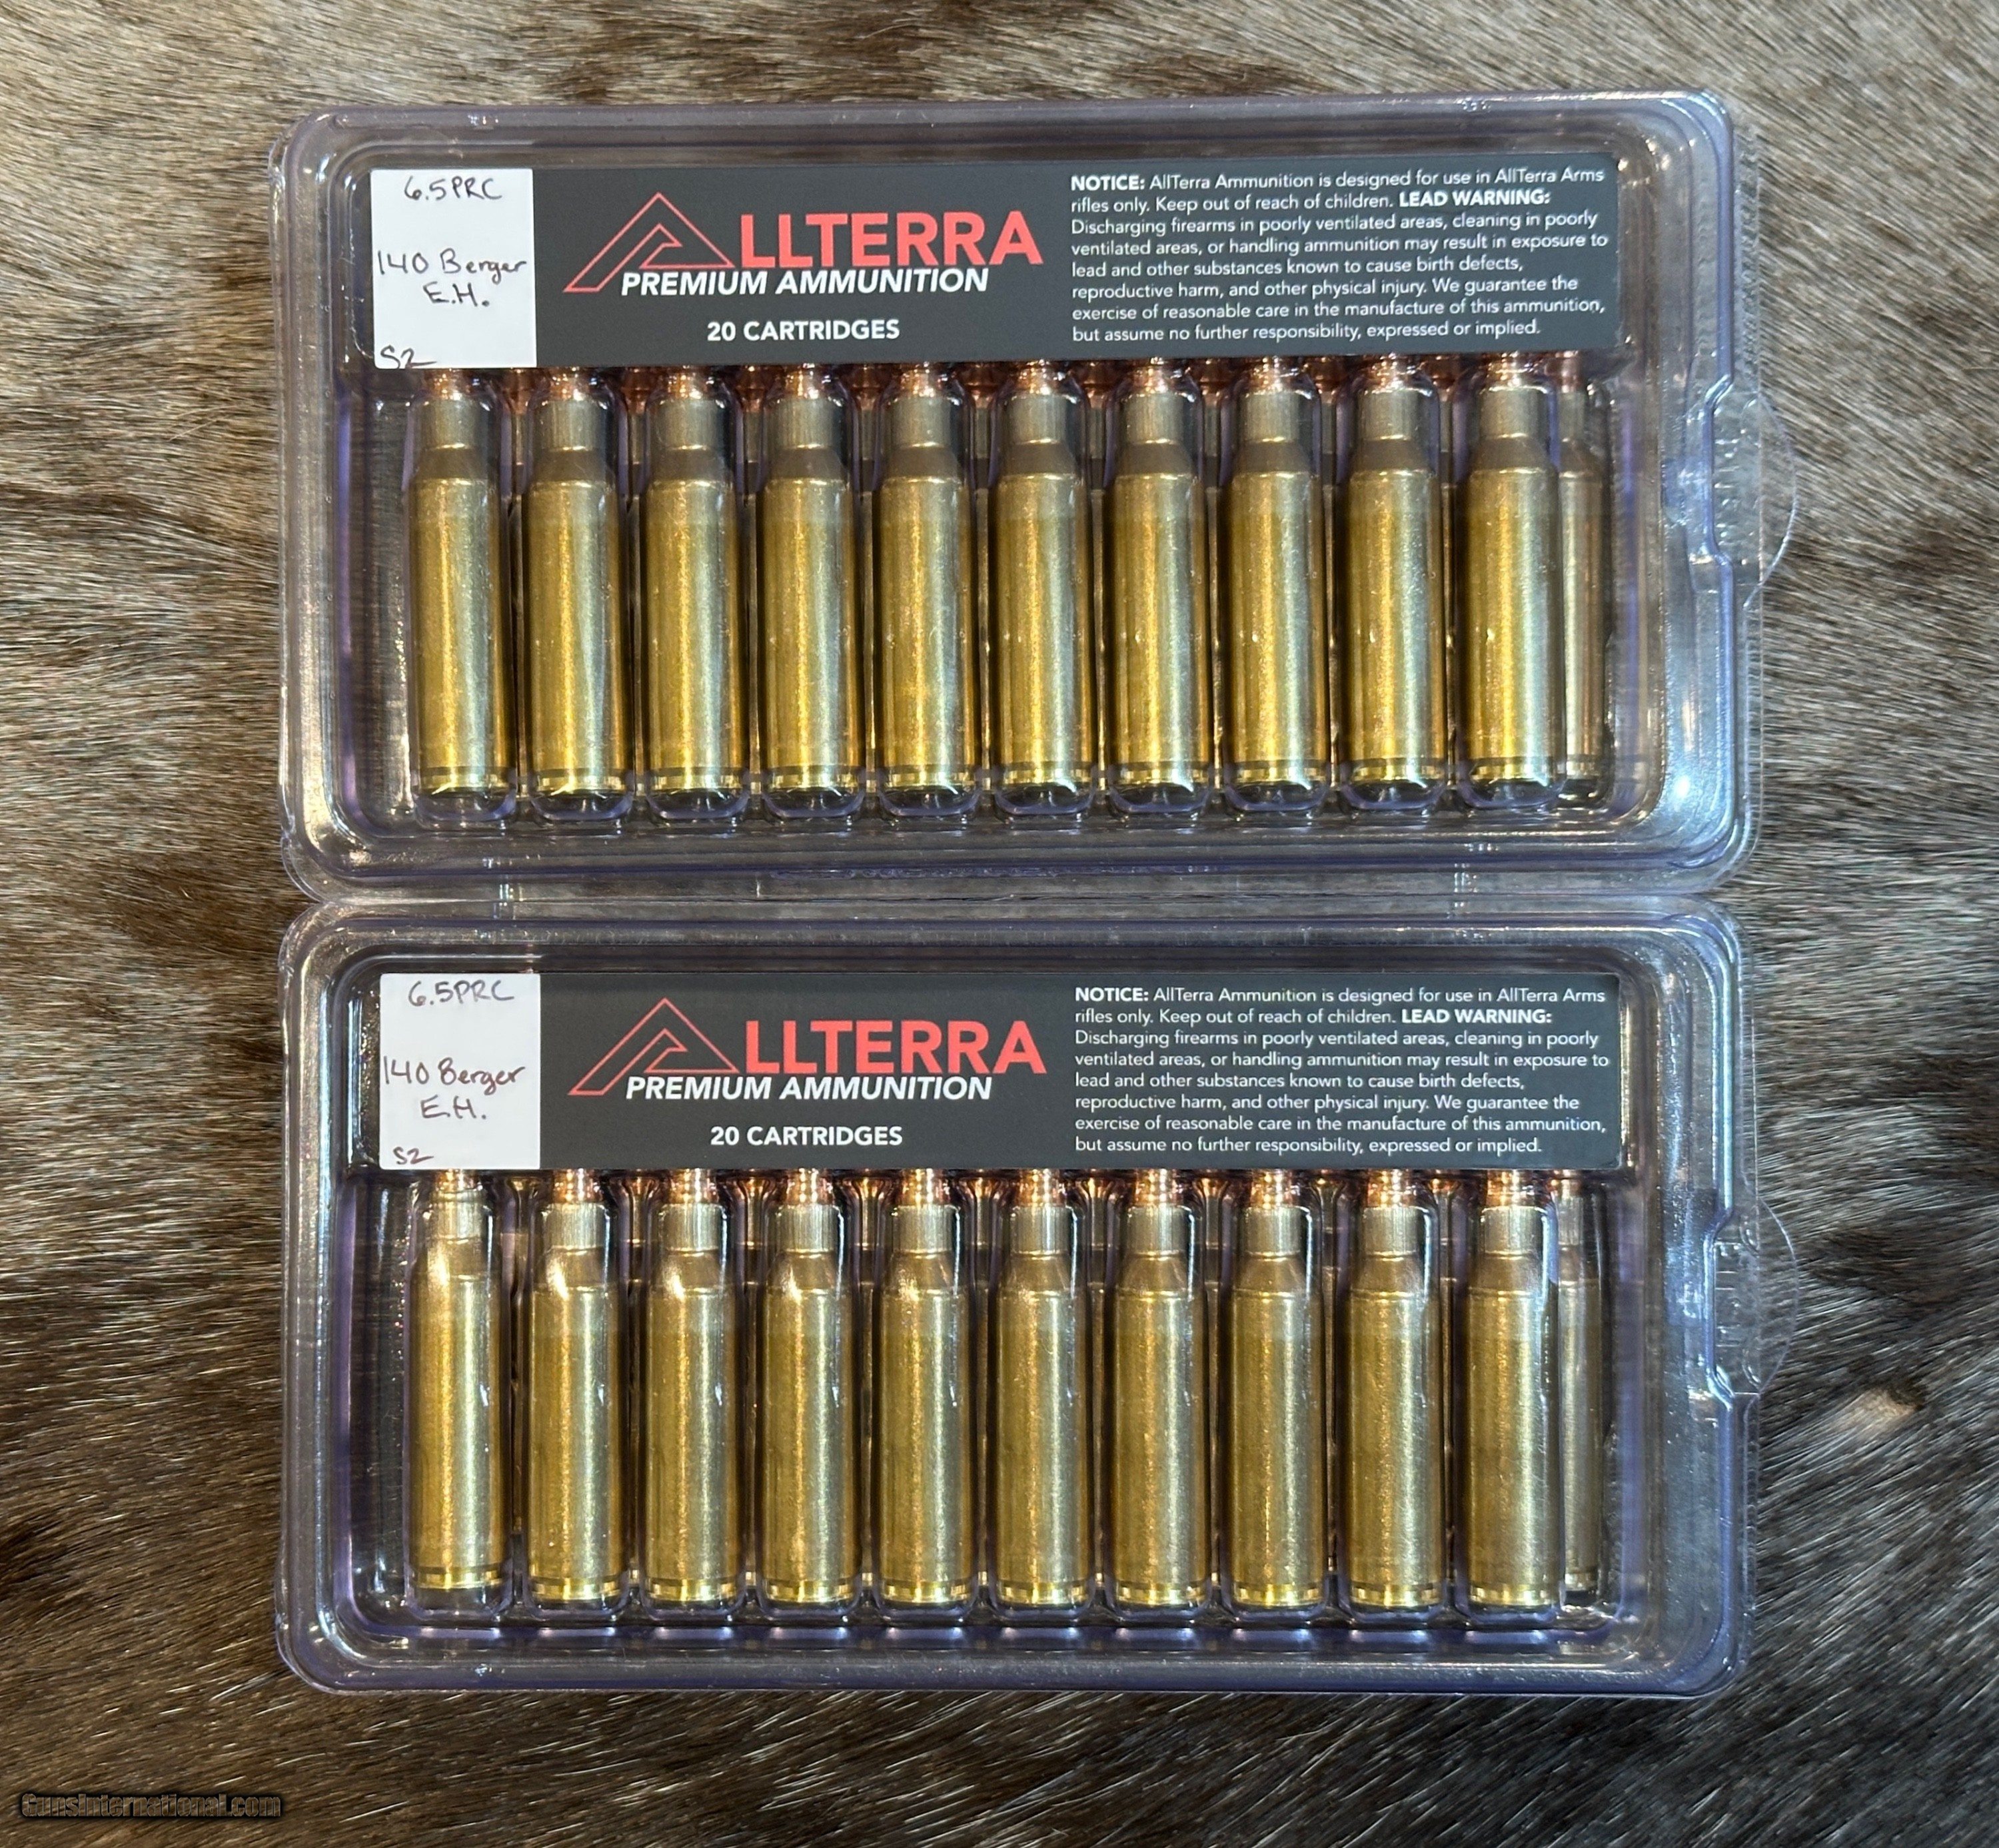 6.5PRC
140 Berger
E.H.
S2
ALLTERRA
PREMIUM AMMUNITION
20 CARTRIDGES
NOTICE: AllTerra Ammunition is designed for use in AllTerra Arms
rifles only. Keep out of reach of children. LEAD WARNING:
Discharging firearms in poorly ventilated areas, cleaning in poorly
ventilated areas, or handling ammunition may result in exposure to
lead and other substances known to cause birth defects,
reproductive harm, and other physical injury. We guarantee the
exercise of reasonable care in the manufacture of this ammunition,
but assume no further responsibility, expressed or implied.
6.5PRC
140 Berger
E.H.
S2
ALLTERRA
PREMIUM AMMUNITION
20 CARTRIDGES
NOTICE: AllTerra Ammunition is designed for use in AllTerra Arms
rifles only. Keep out of reach of children. LEAD WARNING:
Discharging firearms in poorly ventilated areas, cleaning in poorly
ventilated areas, or handling ammunition may result in exposure to
lead and other substances known to cause birth defects,
reproductive harm, and other physical injury. We guarantee the
exercise of reasonable care in the manufacture of this ammunition,
but assume no further responsibility, expressed or implied.
GunsInternational.com